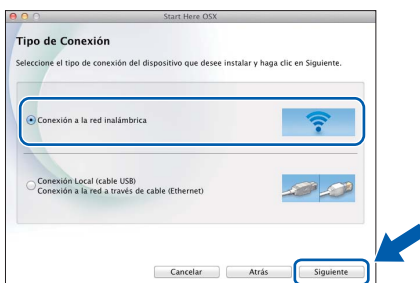 Start Here OSX
Tipo de Conexión
Seleccione el tipo de conexión del dispositivo que desee instalar y haga clic en Siguiente.
Conexión a la red inalámbrica
Conexión Local (cable USB)
Conexión a la red a través de cable (Ethernet)
Cancelar Atrás Siguiente